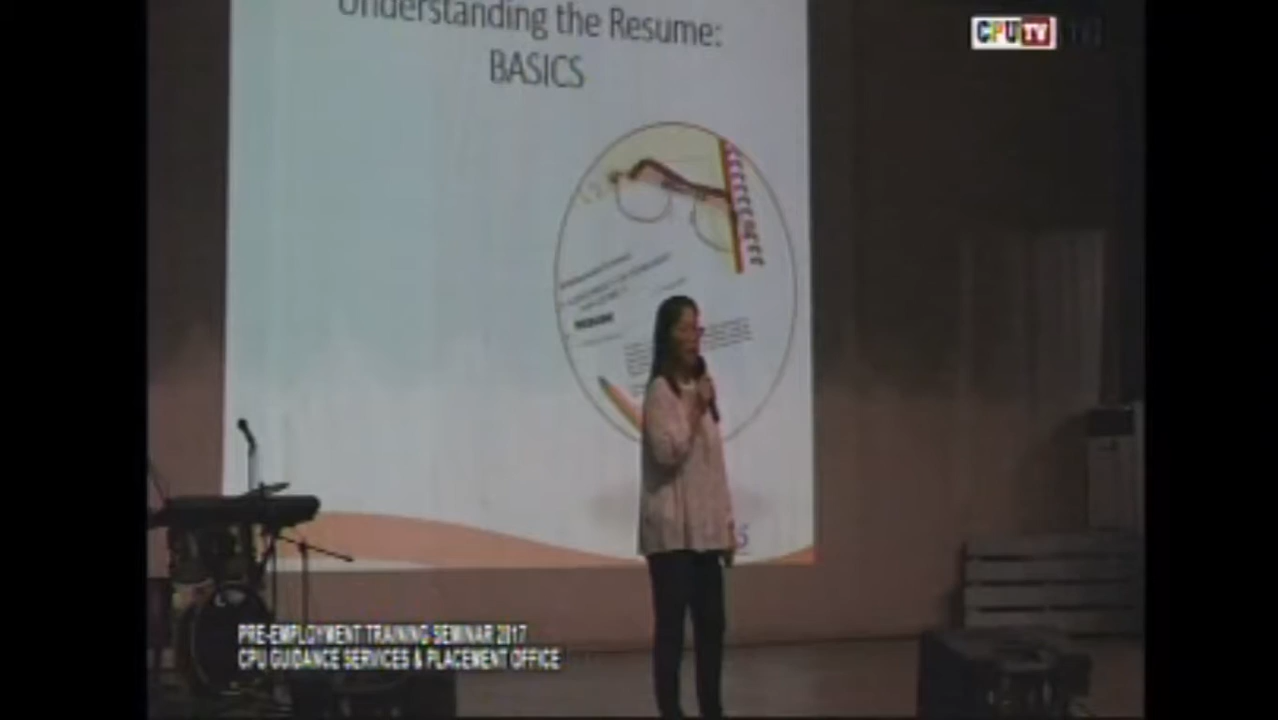 Understanding the Resume:
BASICS
CPU TV
PRE-EMPLOYMENT TRAINING SEMINAR 2017
CPU GUIDANCE SERVICES & PLACEMENT OFFICE